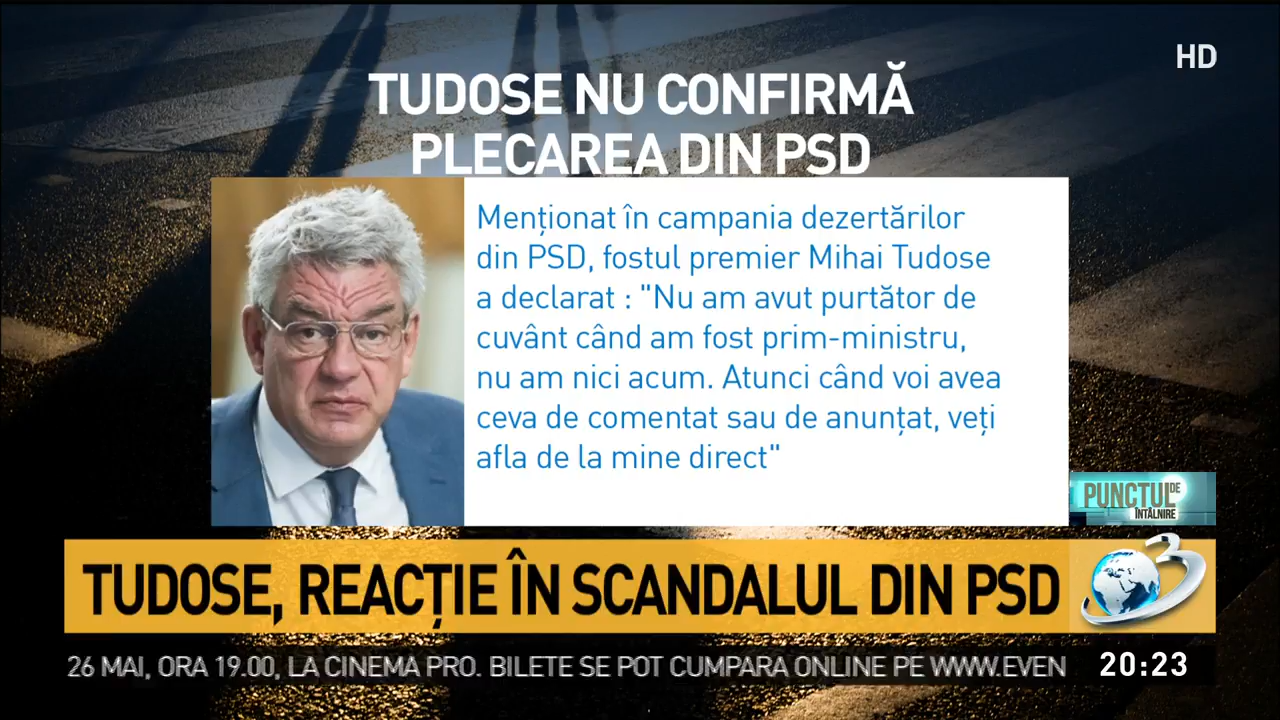 HD
TUDOSE NU CONFIRMĂ
PLECAREA DIN PSD
Menționat în campania dezertărilor
din PSD, fostul premier Mihai Tudose
a declarat : "Nu am avut purtător de
cuvânt când am fost prim-ministru,
nu am nici acum. Atunci când voi avea
ceva de comentat sau de anunțat, veți
afla de la mine direct"
PUNCTUL DE
ÎNTÂLNIRE
TUDOSE, REACȚIE ÎN SCANDALUL DIN PSD
3
26 MAI, ORA 19.00, LA CINEMA PRO. BILETE SE POT CUMPARA ONLINE PE WWW.EVEN
20:23